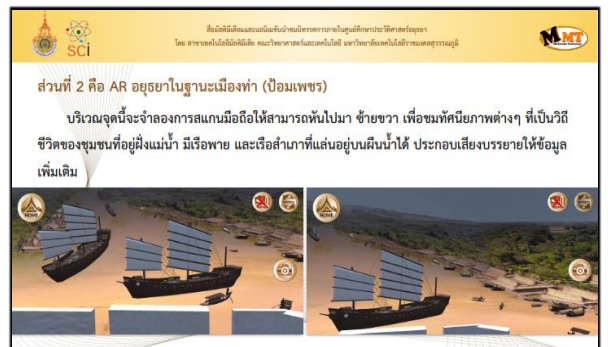 สื่อมัลติมีเดียและแอนิเมชันนำชมนิทรรศการภายในศูนย์ศึกษาประวัติศาสตร์อยุธยา
โดย สาขาเทคโนโลยีมัลติมีเดีย คณะวิทยาศาสตร์และเทคโนโลยี มหาวิทยาลัยเทคโนโลยีราชมงคลสุวรรณภูมิ
SCi
MMT
ส่วนที่ 2 คือ AR อยุธยาในฐานะเมืองท่า (ป้อมเพชร)
บริเวณจุดนี้จะจำลองการสแกนมือถือให้สามารถหันไปมา ซ้ายขวา เพื่อชมทัศนียภาพต่างๆ ที่เป็นวิถี
ชีวิตของชุมชนที่อยู่ฝั่งแม่น้ำ มีเรือพาย และเรือสำเภาที่แล่นอยู่บนผืนน้ำได้ ประกอบเสียงบรรยายให้ข้อมูล
เพิ่มเติม
HOME
HOME